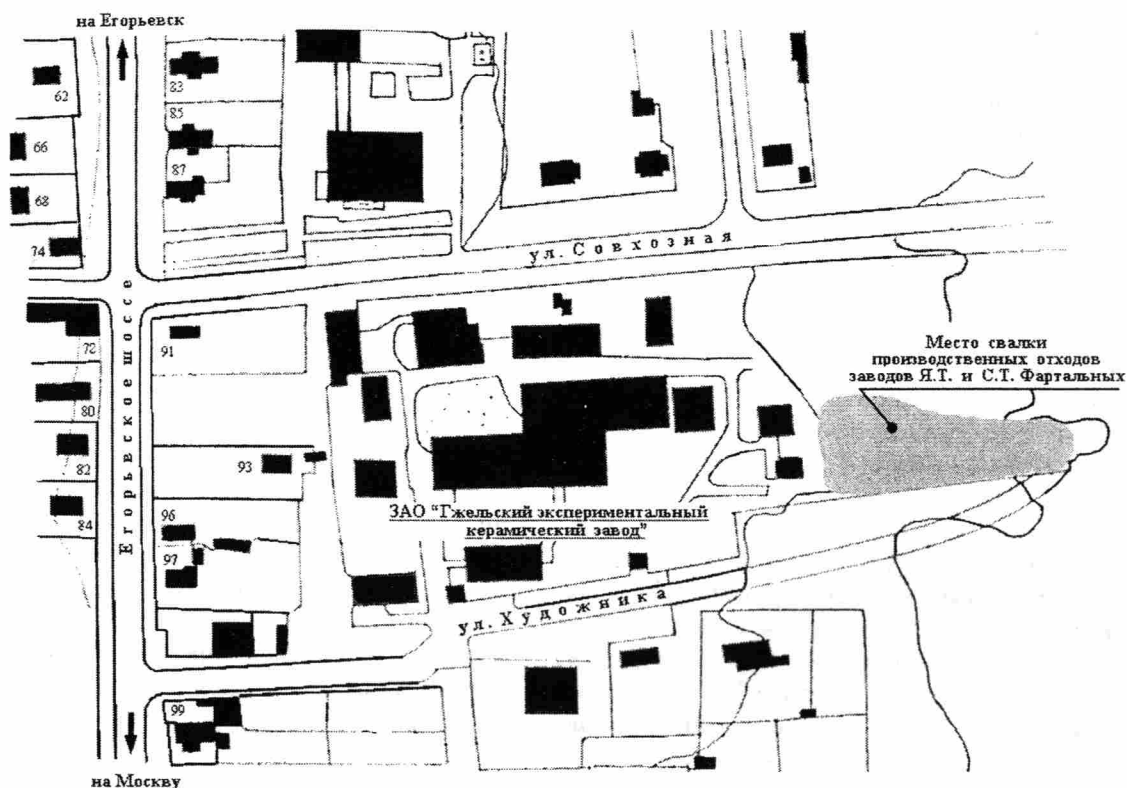 на Егорьевск
62
83
85
66
87
68
74
ул. Совхозная
Егорьевское шоссе
78
91
Место свалки
производственных отходов
заводов Я.Т. и С.Т. Фартальных
80
82
93
84
96
ЗАО "Гжельский экспериментальный
керамический завод"
97
ул. Художника
99
на Москву